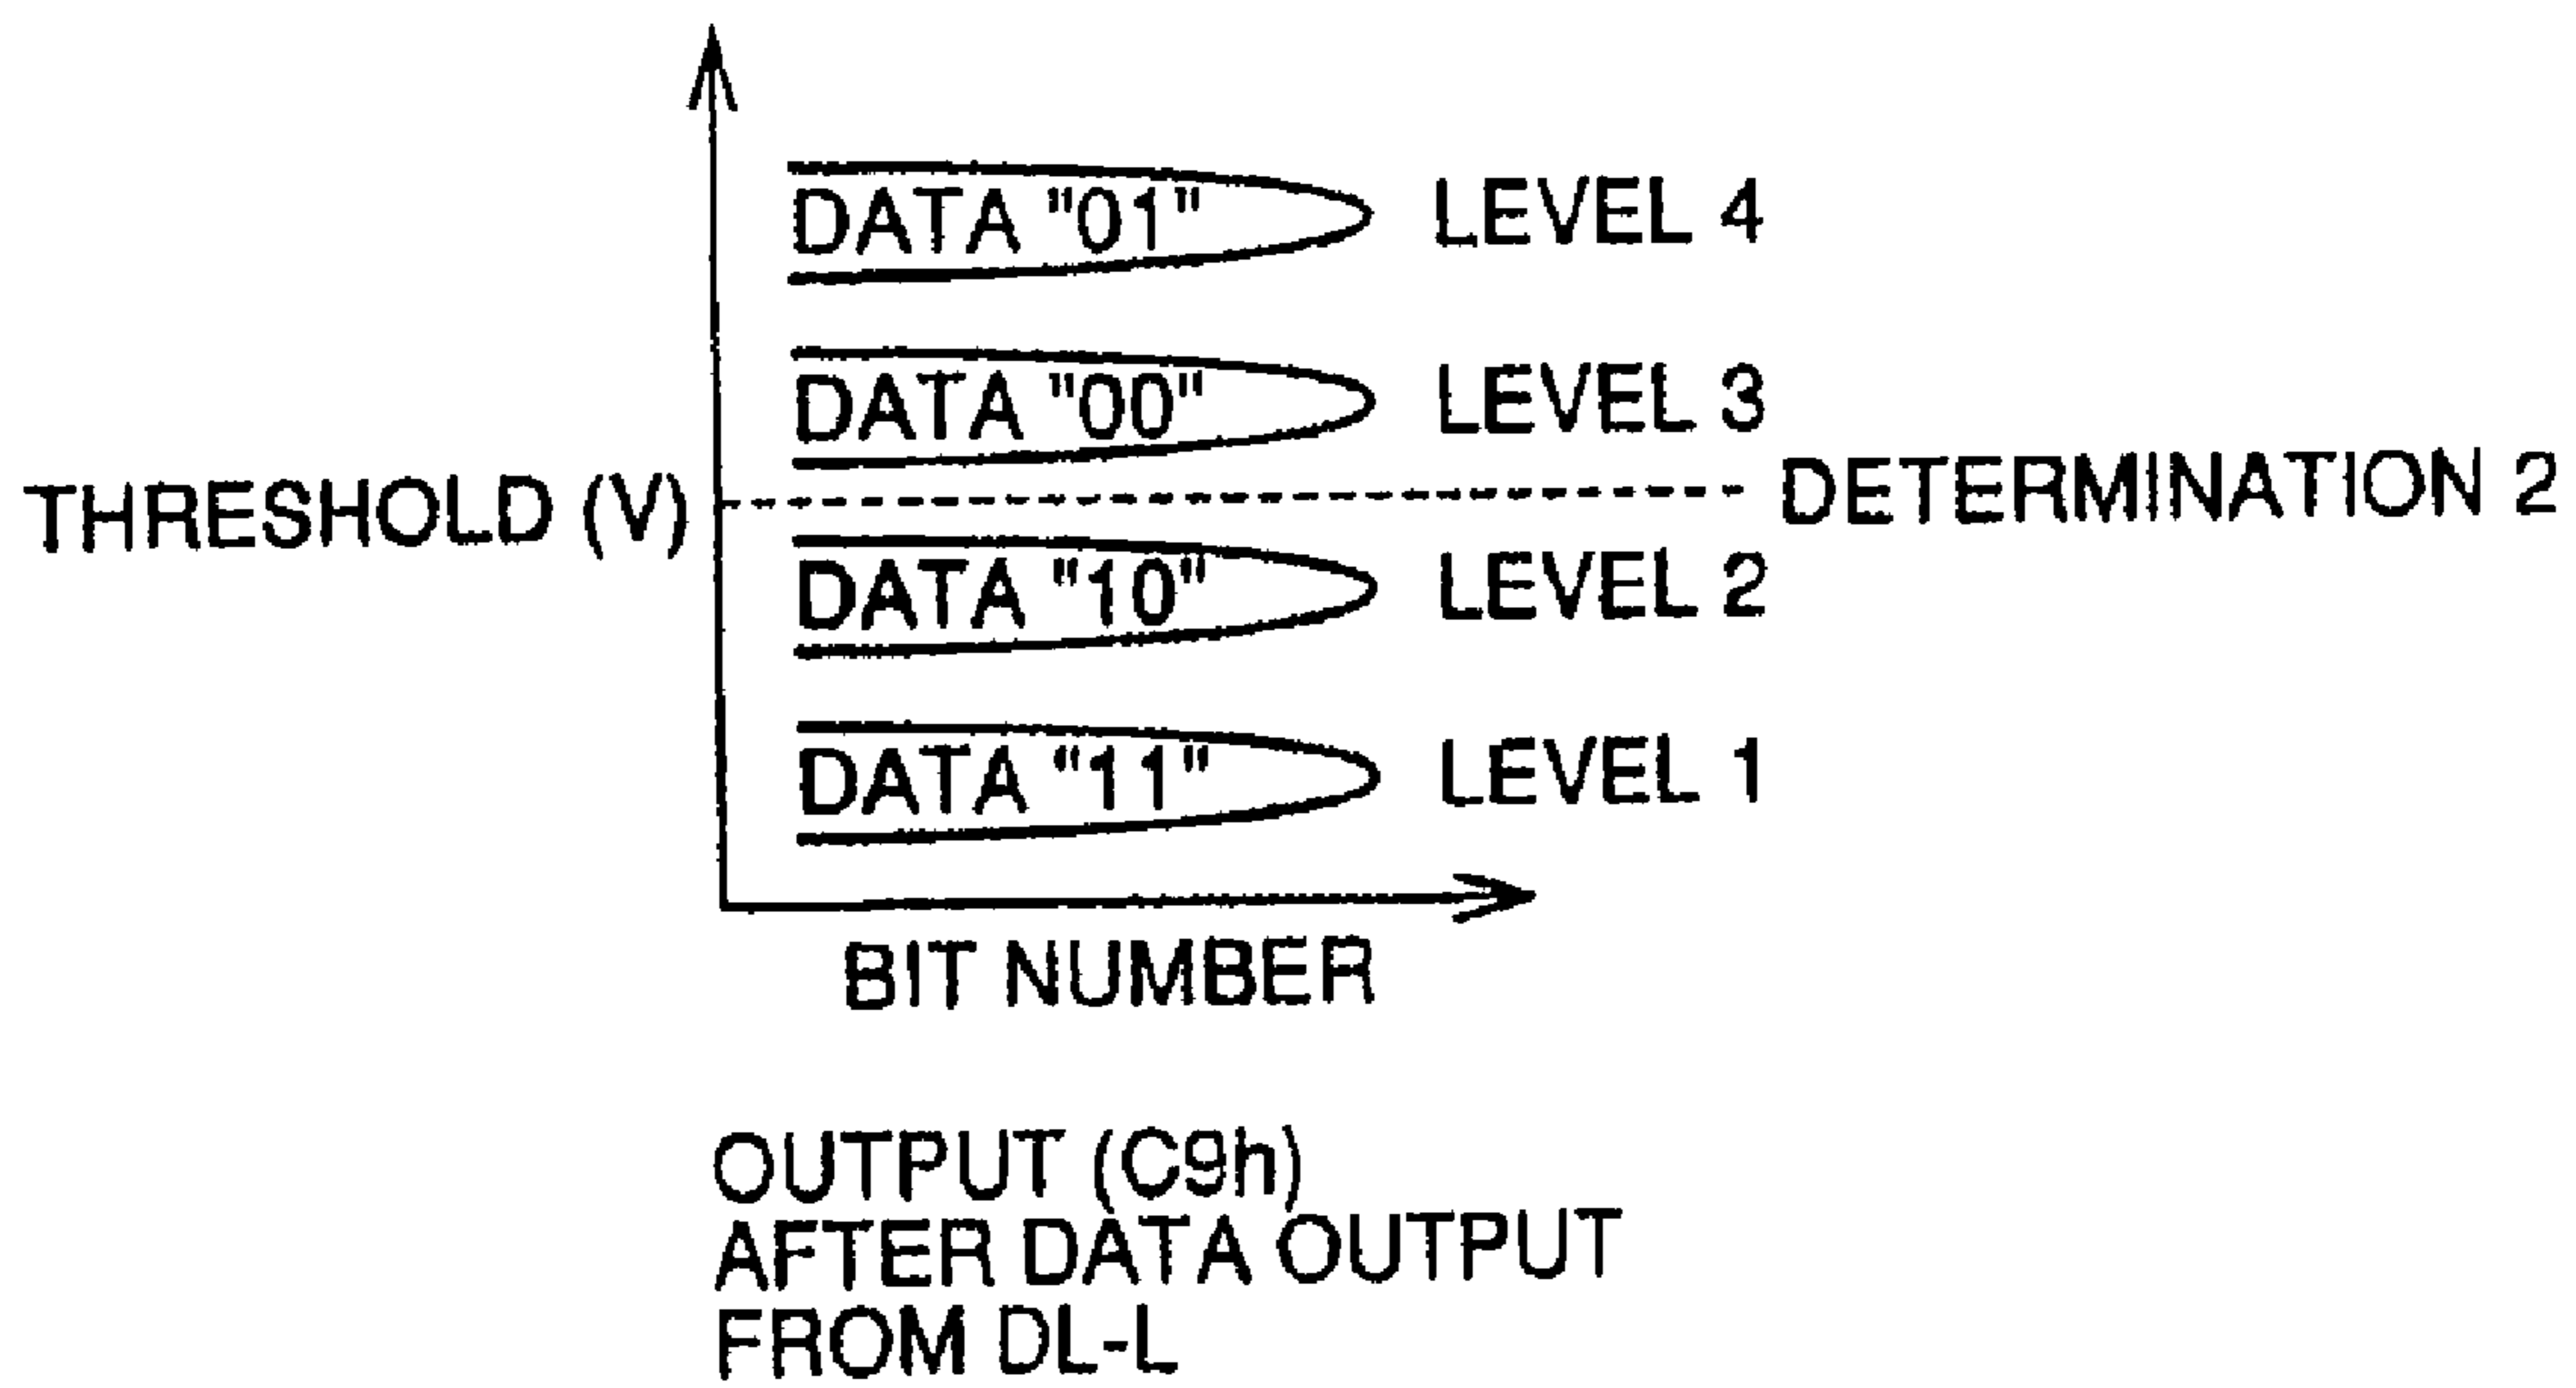 DATA "01" LEVEL 4
DATA "00" LEVEL 3
THRESHOLD (V) DETERMINATION 2
DATA "10" LEVEL 2
DATA "11" LEVEL 1
BIT NUMBER
OUTPUT (C9h)
AFTER DATA OUTPUT
FROM DL-L